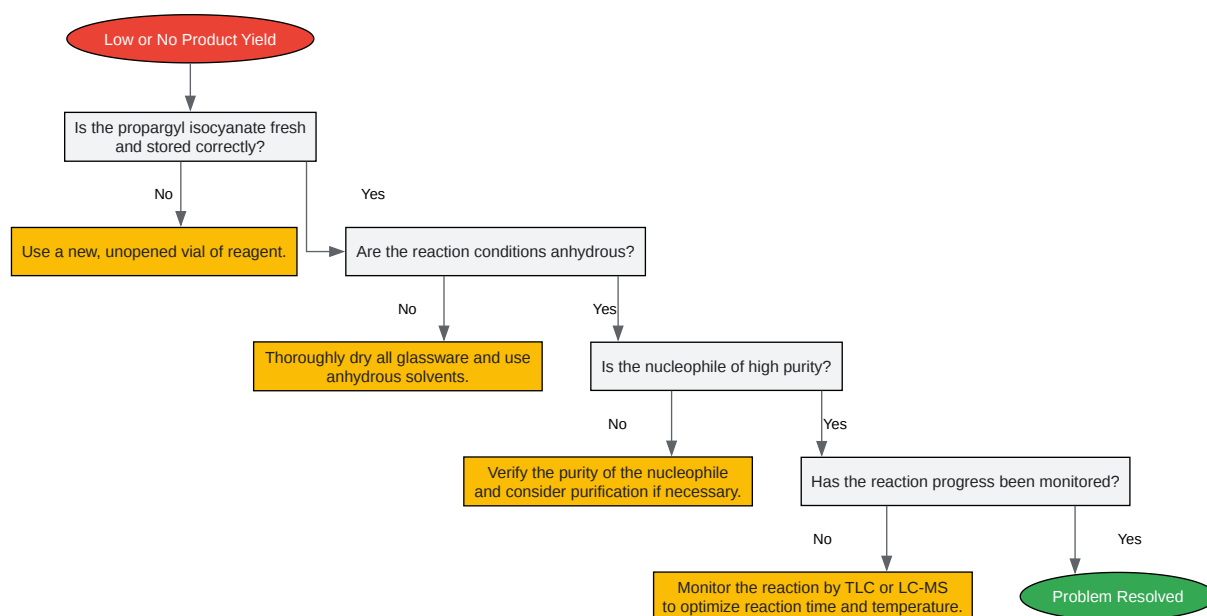 Low or No Product Yield
Is the propargyl isocyanate fresh
and stored correctly?
No
Yes
Use a new, unopened vial of reagent.
Are the reaction conditions anhydrous?
No
Yes
Thoroughly dry all glassware and use
anhydrous solvents.
Is the nucleophile of high purity?
No
Yes
Verify the purity of the nucleophile
and consider purification if necessary.
Has the reaction progress been monitored?
No
Yes
Monitor the reaction by TLC or LC-MS
to optimize reaction time and temperature.
Problem Resolved